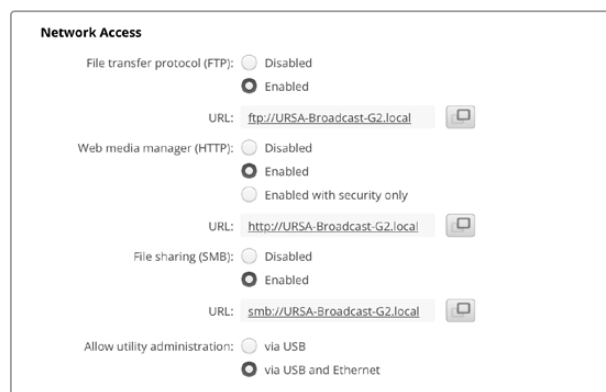 Network Access
File transfer protocol (FTP): Disabled
Enabled
URL: ftp://URSA-Broadcast-G2.local
Web media manager (HTTP): Disabled
Enabled
Enabled with security only
URL: http://URSA-Broadcast-G2.local
File sharing (SMB): Disabled
Enabled
URL: smb://URSA-Broadcast-G2.local
Allow utility administration: via USB
via USB and Ethernet